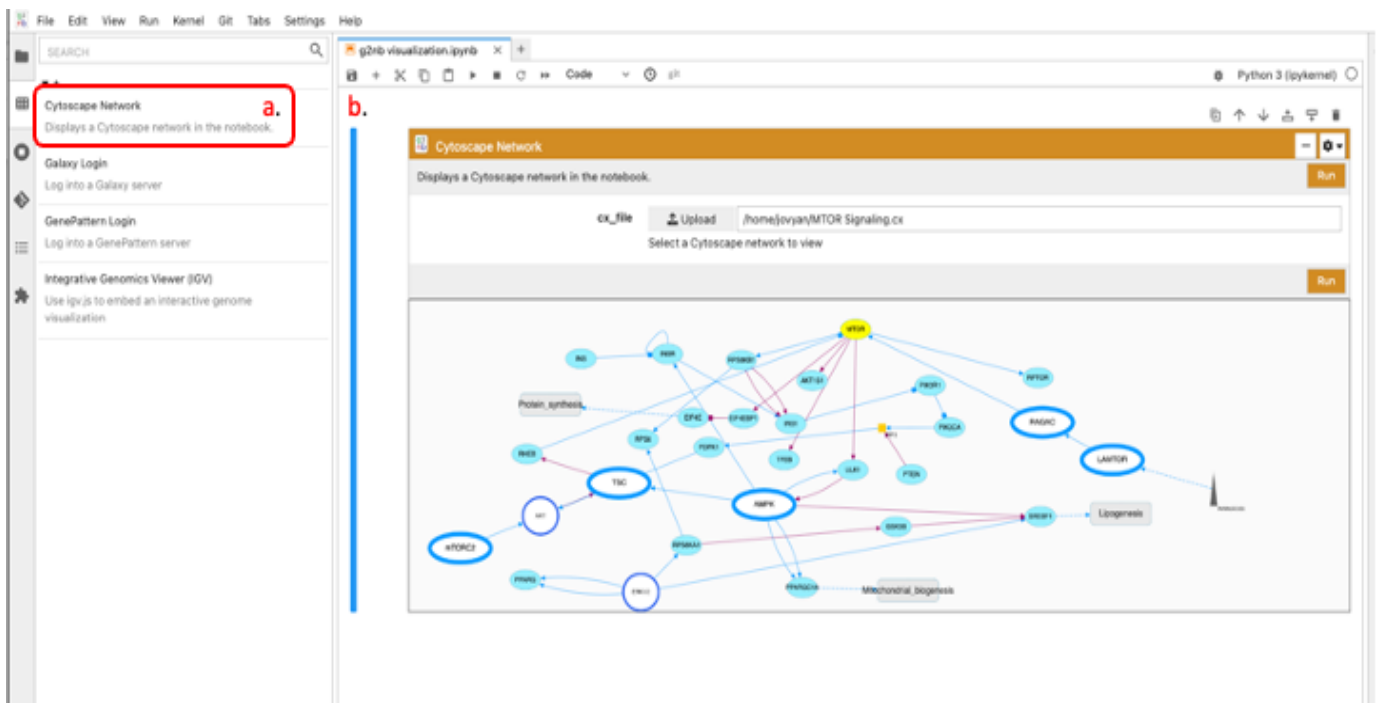 File Edit View Run Kernel Git Tabs Settings Help
SEARCH
Cytoscape Network
a.
Displays a Cytoscape network in the notebook.
Galaxy Login
Log into a Galaxy server
GenePattern Login
Log into a GenePattern server
Integrative Genomics Viewer (IGV)
Use igv.js to embed an interactive genome
visualization
g2nb visualization.ipynb
Code
git
Python 3 (ipykernel)
b.
Cytoscape Network
Displays a Cytoscape network in the notebook.
Run
cx_file
Upload
/home/jovyan/MTOR Signaling.cx
Select a Cytoscape network to view
Run
MTOR
INS
INSR
RPS6KB1
AKT1S1
RPTOR
PIK3R1
Protein_synthesis
EIF4E
EIF4EBP1
IRS1
PIK3CA
RAGAC
RPS6
PDPK1
RHEB
ULK1
PTEN
LAMTOR
TSC
AMPK
SREBF1
Lipogenesis
MTORC2
RPS6KA1
GSK3B
PPARG
PPARGC1A
Mitochondrial_biogenesis